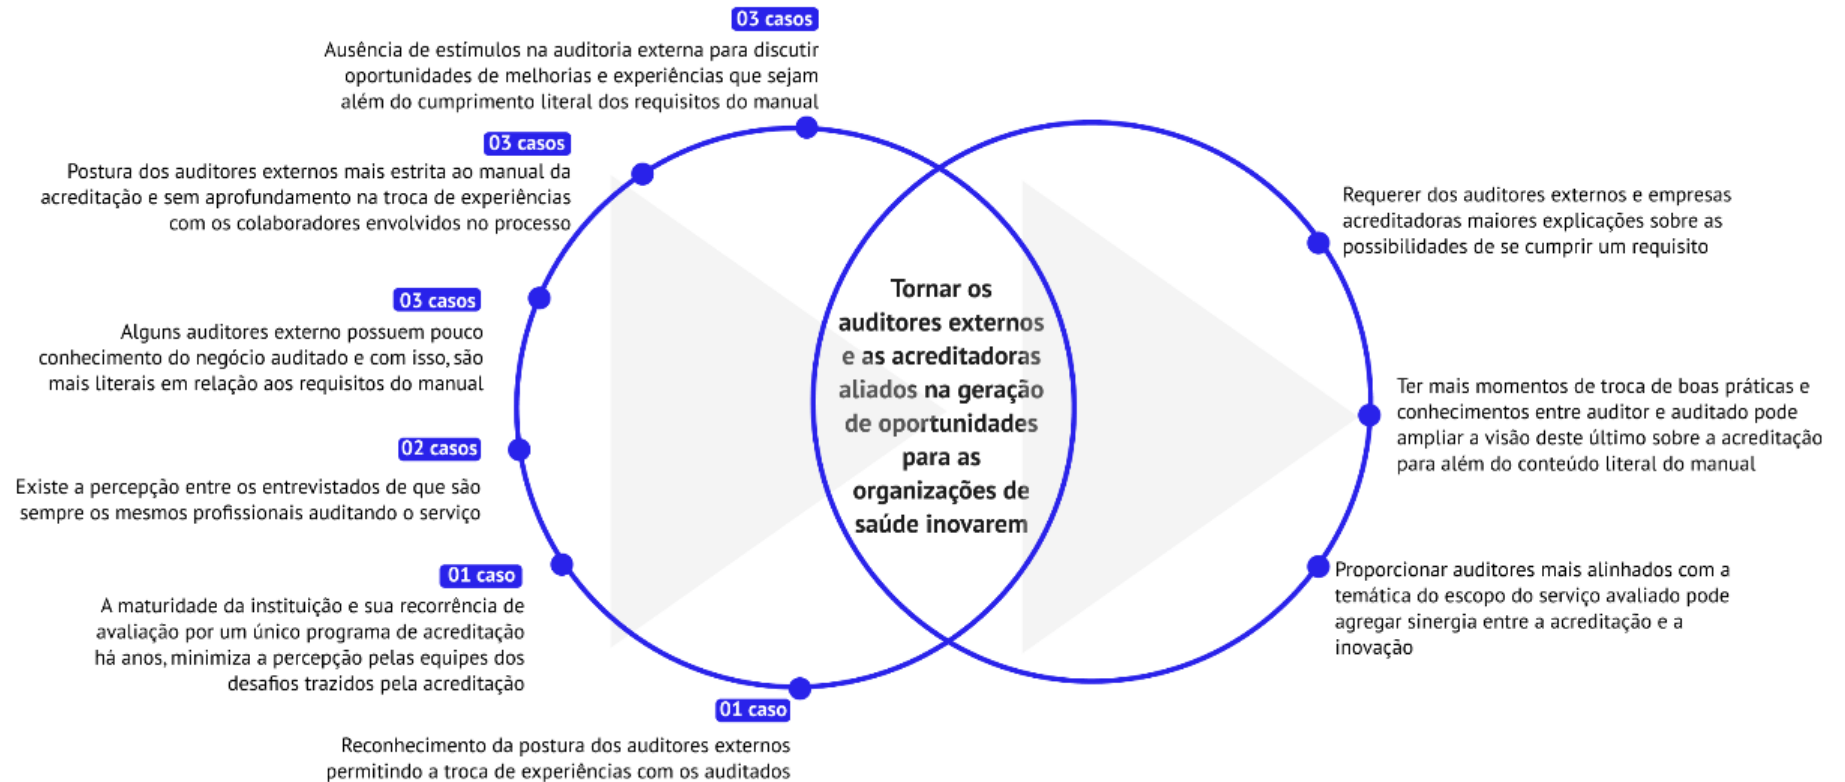 03 casos
Ausência de estímulos na auditoria externa para discutir
oportunidades de melhorias e experiências que sejam
além do cumprimento literal dos requisitos do manual
03 casos
Postura dos auditores externos mais estrita ao manual da
acreditação e sem aprofundamento na troca de experiências
com os colaboradores envolvidos no processo
03 casos
Alguns auditores externo possuem pouco
conhecimento do negócio auditado e com isso, são
mais literais em relação aos requisitos do manual
02 casos
Existe a percepção entre os entrevistados de que são
sempre os mesmos profissionais auditando o serviço
01 caso
A maturidade da instituição e sua recorrência de
avaliação por um único programa de acreditação
há anos, minimiza a percepção pelas equipes dos
desafios trazidos pela acreditação
01 caso
Reconhecimento da postura dos auditores externos
permitindo a troca de experiências com os auditados
Tornar os
auditores externos
e as acreditadoras
aliados na geração
de oportunidades
para as
organizações de
saúde inovarem
Requerer dos auditores externos e empresas
acreditadoras maiores explicações sobre as
possibilidades de se cumprir um requisito
Ter mais momentos de troca de boas práticas e
conhecimentos entre auditor e auditado pode
ampliar a visão deste último sobre a acreditação
para além do conteúdo literal do manual
Proporcionar auditores mais alinhados com a
temática do escopo do serviço avaliado pode
agregar sinergia entre a acreditação e a
inovação